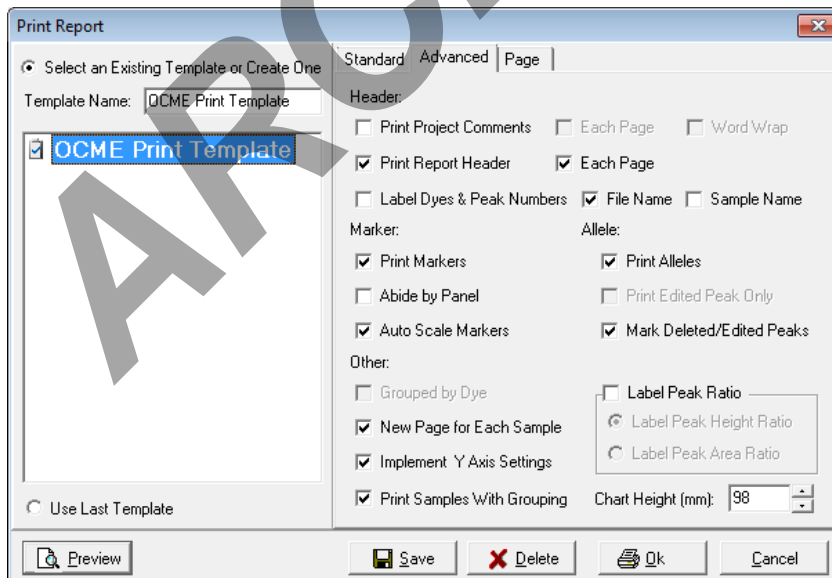 Print Report
Select an Existing Template or Create One
Template Name: OCME Print Template
OCME Print Template
Use Last Template
Standard Advanced Page
Header:
Print Project Comments Each Page Word Wrap
Print Report Header Each Page
Label Dyes & Peak Numbers File Name Sample Name
Marker: Allele:
Print Markers Print Alleles
Abide by Panel Print Edited Peak Only
Auto Scale Markers Mark Deleted/Edited Peaks
Other:
Grouped by Dye Label Peak Ratio
New Page for Each Sample Label Peak Height Ratio
Implement Y Axis Settings Label Peak Area Ratio
Print Samples With Grouping Chart Height (mm): 98
Preview Save Delete Ok Cancel